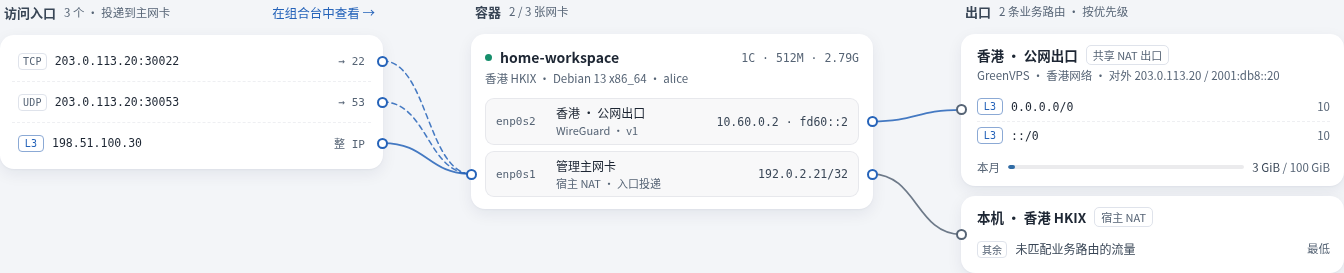 访问入口 3 个 · 投递到主网卡 在组合台中查看 →
TCP 203.0.113.20:30022 → 22
UDP 203.0.113.20:30053 → 53
L3 198.51.100.30 整 IP
容器 2 / 3 张网卡
home-workspace 1C · 512M · 2.79G
香港 HKIX · Debian 13 x86_64 · alice
enp0s2 香港 · 公网出口 10.60.0.2 · fd60::2
WireGuard · v1
enp0s1 管理主网卡 192.0.2.21/32
宿主 NAT · 入口投递
出口 2 条业务路由 · 按优先级
香港 · 公网出口 共享 NAT 出口
GreenVPS · 香港网络 · 对外 203.0.113.20 / 2001:db8::20
L3 0.0.0.0/0 10
L3 ::/0 10
本月 3 GiB / 100 GiB
本机 · 香港 HKIX 宿主 NAT
其余 未匹配业务路由的流量 最低